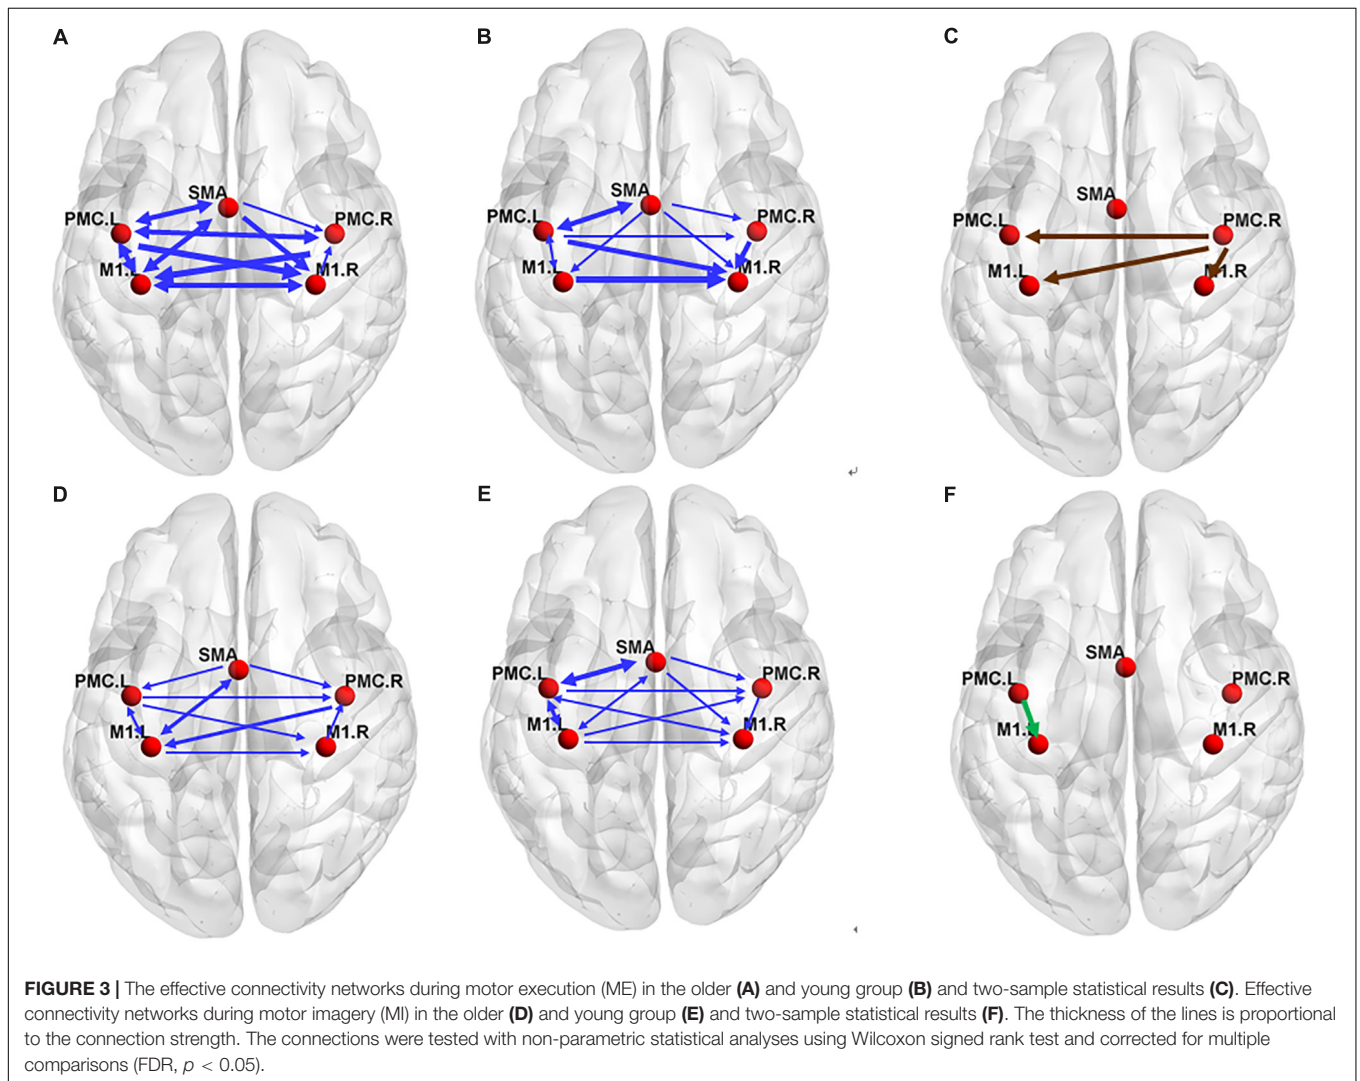 A
B
C
SMA
PMC.L
PMC.R
M1.L
M1.R
SMA
PMC.L
PMC.R
M1.L
M1.R
SMA
PMC.L
PMC.R
M1.L
M1.R
D
E
F
SMA
PMC.L
PMC.R
M1.L
M1.R
SMA
PMC.L
PMC.R
M1.L
M1.R
SMA
PMC.L
PMC.R
M1.L
M1.R
FIGURE 3 | The effective connectivity networks during motor execution (ME) in the older (A) and young group (B) and two-sample statistical results (C). Effective
connectivity networks during motor imagery (MI) in the older (D) and young group (E) and two-sample statistical results (F). The thickness of the lines is proportional
to the connection strength. The connections were tested with non-parametric statistical analyses using Wilcoxon signed rank test and corrected for multiple
comparisons (FDR, p < 0.05).